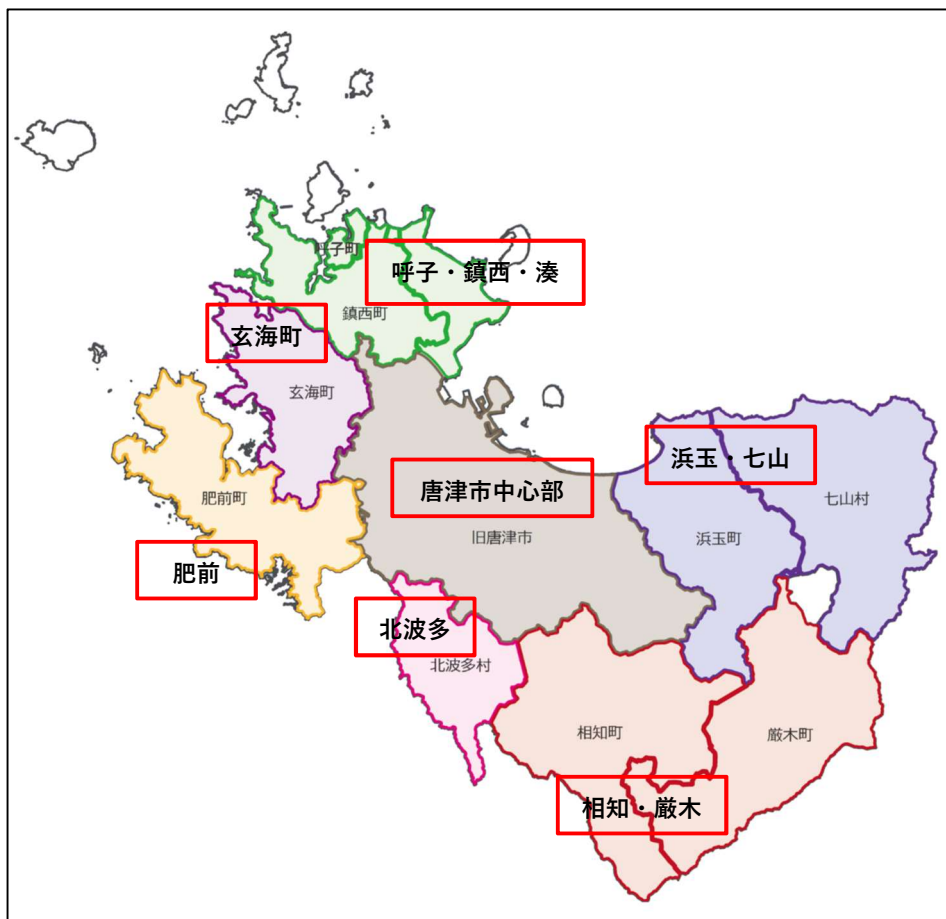 呼子町
呼子・鎮西・湊
鎮西町
玄海町
玄海町
浜玉・七山
唐津市中心部
肥前町
七山村
旧唐津市
浜玉町
肥前
北波多
北波多村
相知町
厳木町
相知・厳木